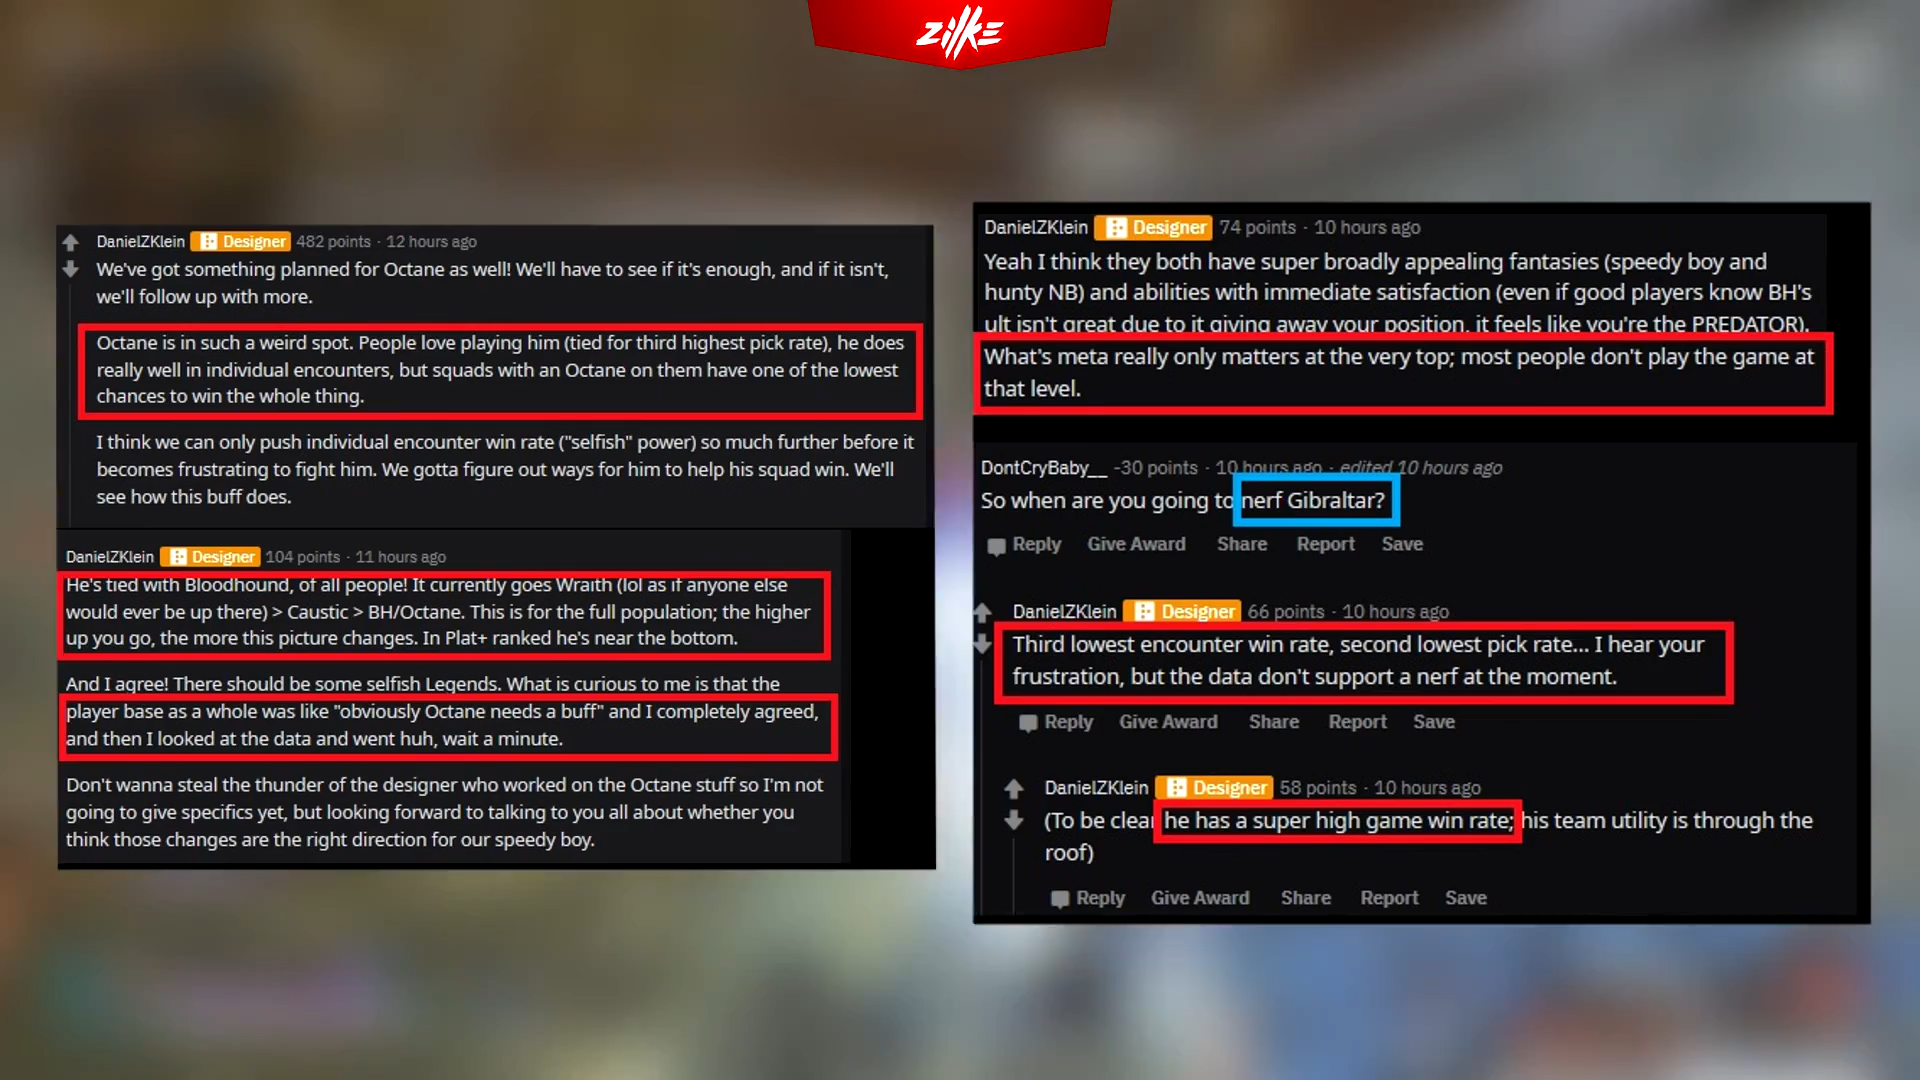 ZILKE
DanielZKlein Designer 482 points · 12 hours ago
We've got something planned for Octane as well! We'll have to see if it's enough, and if it isn't,
we'll follow up with more.
Octane is in such a weird spot. People love playing him (tied for third highest pick rate), he does
really well in individual encounters, but squads with an Octane on them have one of the lowest
chances to win the whole thing.
I think we can only push individual encounter win rate ("selfish" power) so much further before it
becomes frustrating to fight him. We gotta figure out ways for him to help his squad win. We'll
see how this buff does.
DanielZKlein Designer 104 points · 11 hours ago
He's tied with Bloodhound, of all people! It currently goes Wraith (lol as if anyone else
would ever be up there) > Caustic > BH/Octane. This is for the full population; the higher
up you go, the more this picture changes. In Plat+ ranked he's near the bottom.
And I agree! There should be some selfish Legends. What is curious to me is that the
player base as a whole was like "obviously Octane needs a buff" and I completely agreed,
and then I looked at the data and went huh, wait a minute.
Don't wanna steal the thunder of the designer who worked on the Octane stuff so I'm not
going to give specifics yet, but looking forward to talking to you all about whether you
think those changes are the right direction for our speedy boy.
DanielZKlein Designer 74 points · 10 hours ago
Yeah I think they both have super broadly appealing fantasies (speedy boy and
hunty NB) and abilities with immediate satisfaction (even if good players know BH's
ult isn't great due to it giving away your position, it feels like you're the PREDATOR).
What's meta really only matters at the very top; most people don't play the game at
that level.
DontCryBaby__ -30 points · 10 hours ago · edited 10 hours ago
So when are you going to nerf Gibraltar?
Reply Give Award Share Report Save
DanielZKlein Designer 66 points · 10 hours ago
Third lowest encounter win rate, second lowest pick rate... I hear your
frustration, but the data don't support a nerf at the moment.
Reply Give Award Share Report Save
DanielZKlein Designer 58 points · 10 hours ago
(To be clear he has a super high game win rate; his team utility is through the
roof)
Reply Give Award Share Report Save